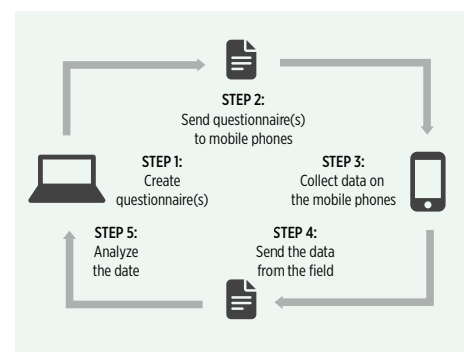 STEP 2:
Send questionnaire(s)
to mobile phones
STEP 1:
Create
questionnaire(s)
STEP 3:
Collect data on
the mobile phones
STEP 5:
Analyze
the date
STEP 4:
Send the data
from the field